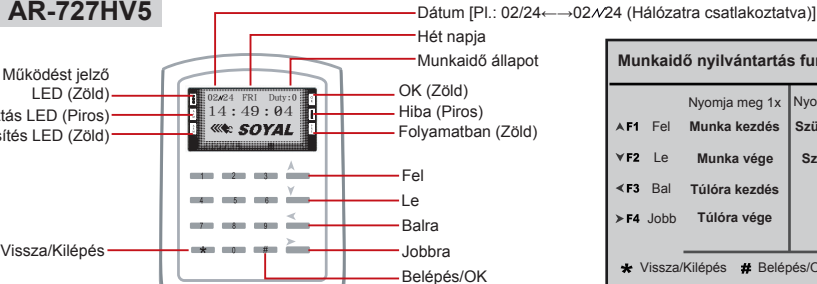 AR-727HV5
Dátum [Pl.: 02/24←→02⁄⁄24 (Hálózatra csatlakoztatva)]
Hét napja
Munkaidő állapot
Működést jelző
LED (Zöld)
LED (Piros)
LED (Zöld)
02⁄⁄24 FRI Duty:0
14:49:04
SOYAL
OK (Zöld)
Hiba (Piros)
Folyamatban (Zöld)
1 2 3
4 5 6
7 8 9
* 0 #
Fel
Le
Balra
Jobbra
Belépés/OK
Vissza/Kilépés
Munkaidő nyilvántartás
Nyomja meg 1x
F1 Fel Munka kezdés
F2 Le Munka vége
F3 Bal Túlóra kezdés
F4 Jobb Túlóra vége
* Vissza/Kilépés # Belépés/